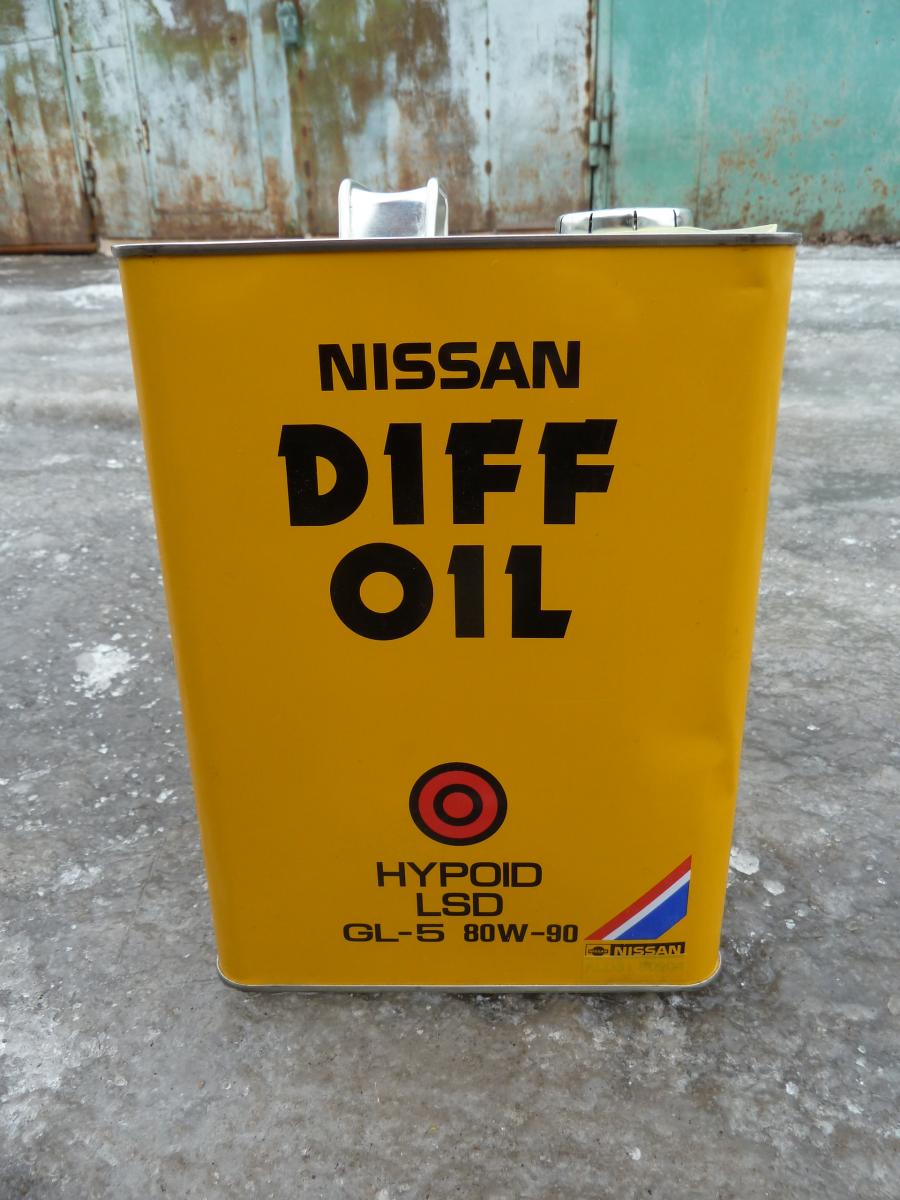 NISSAN
DIFF
OIL
HYPOID
LSD
GL-5 80W-90
NISSAN